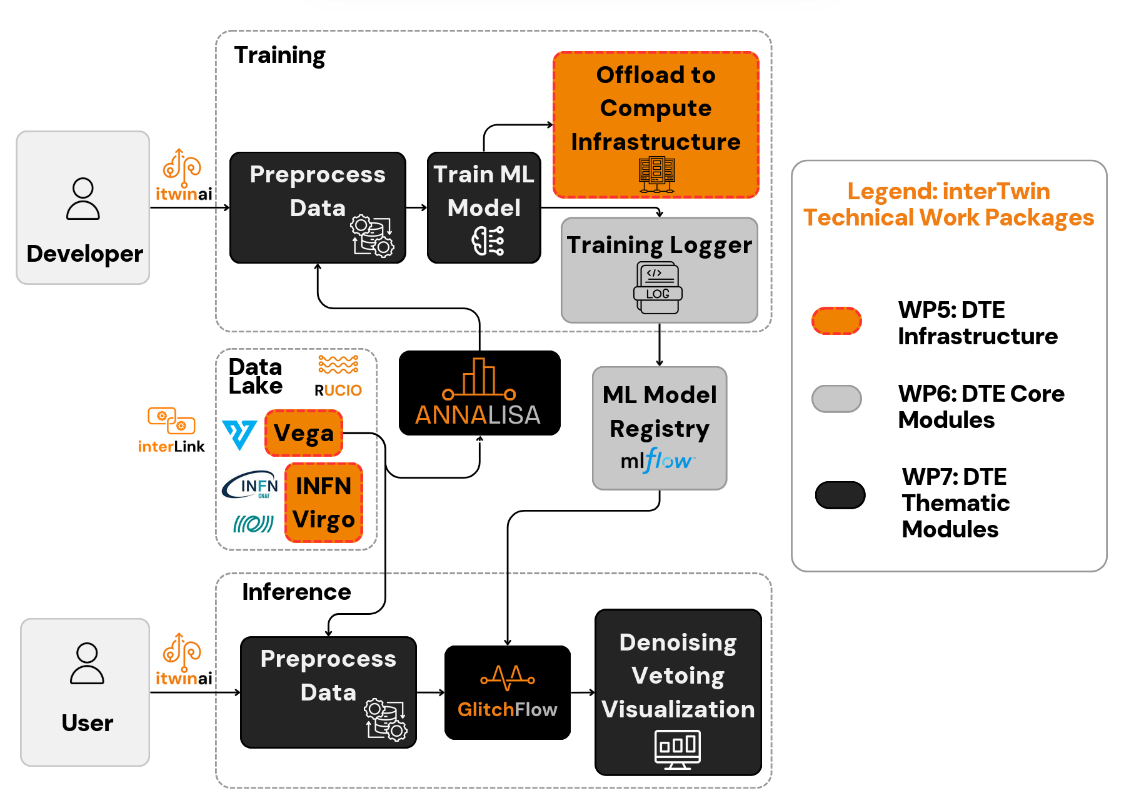 Training
Offload to
Compute
Infrastructure
Preprocess
Data
Train ML
Model
itwinai
Developer
Training Logger
</>
LOG
Legend: interTwin
Technical Work Packages
WP5: DTE
Infrastructure
WP6: DTE Core
Modules
WP7: DTE
Thematic
Modules
Data
Lake
RUCIO
interLink
Vega
INFN
CNAF
INFN
Virgo
ANNALISA
ML Model
Registry
mlflow
Inference
itwinai
User
Preprocess
Data
GlitchFlow
Denoising
Vetoing
Visualization